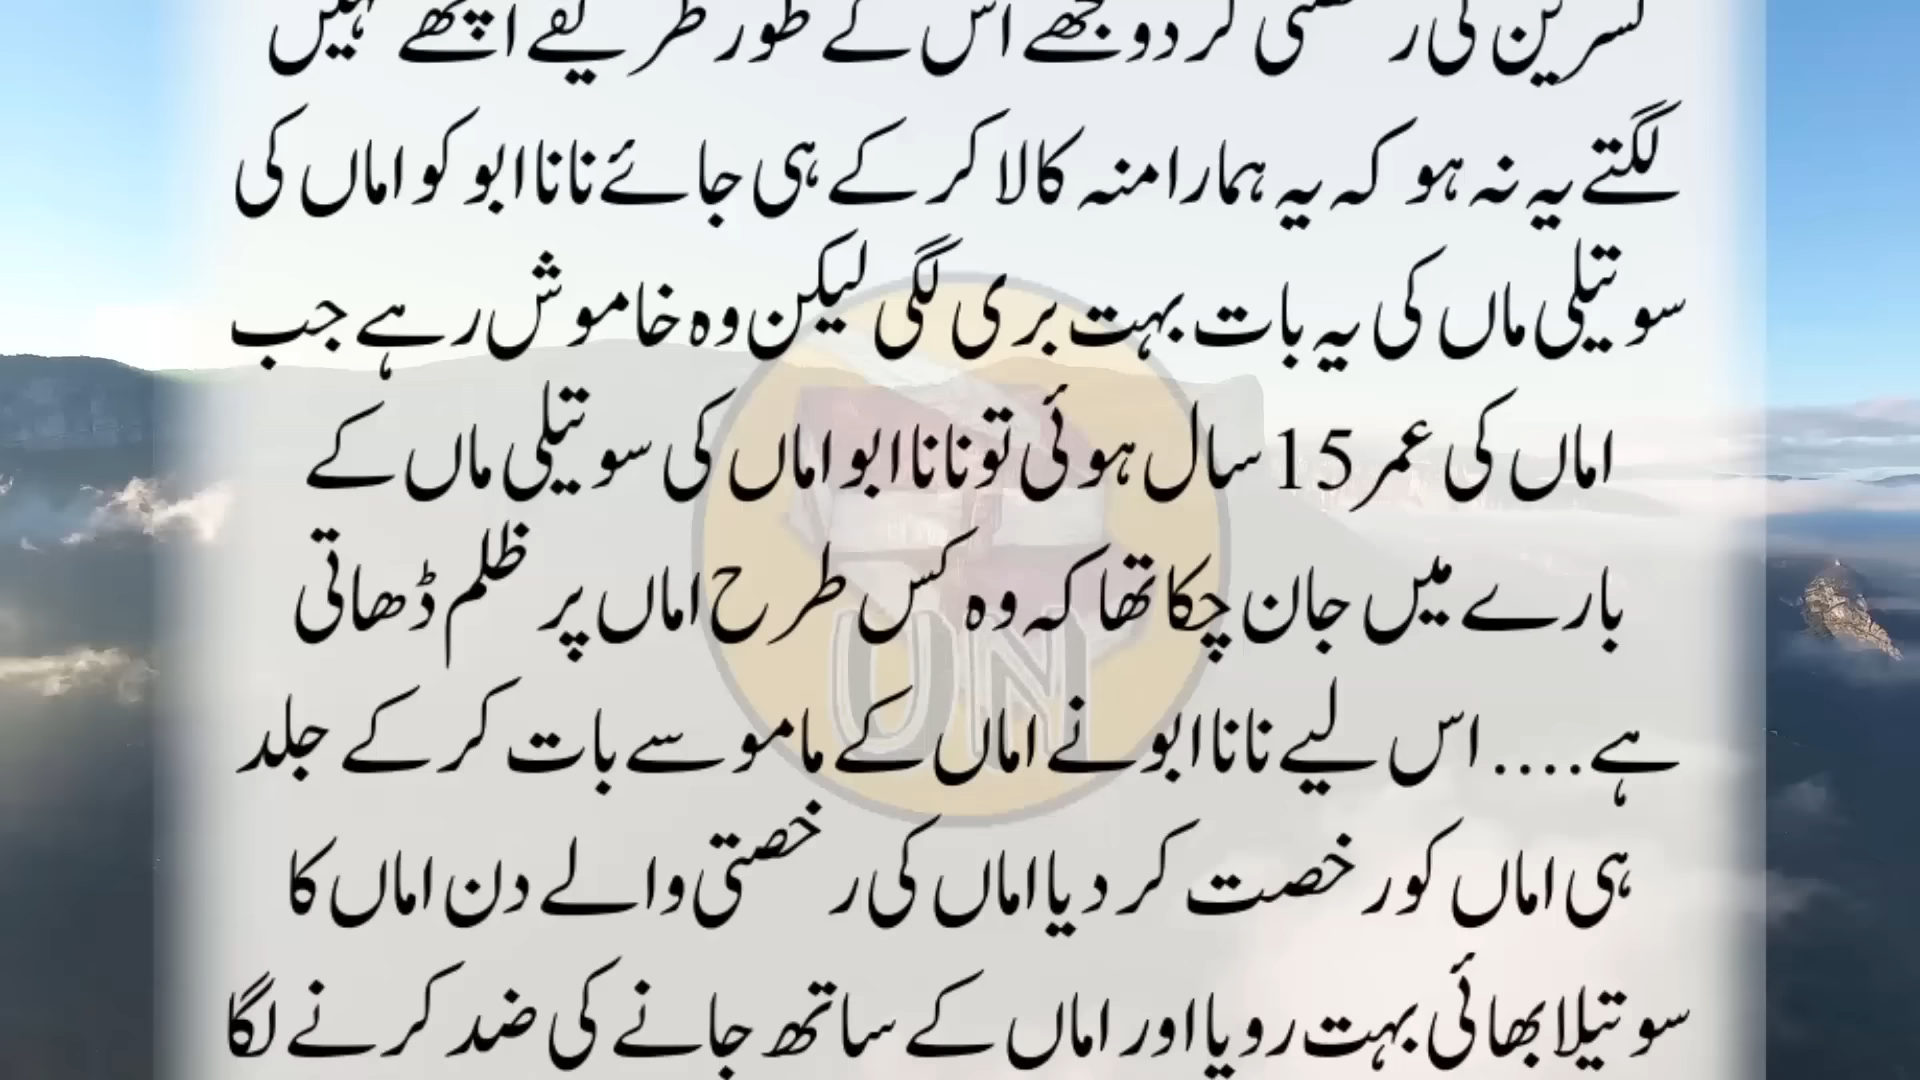 نسرین کی رخصتی کر دو مجھے اس کے طور طریقے اچھے نہیں
لگتے یہ نہ ہو کہ یہ ہمارا منہ کالا کر کے ہی جائے نانا ابو کو اماں کی
سوتیلی ماں کی یہ بات بہت بری لگی لیکن وہ خاموش رہے جب
اماں کی عمر 15 سال ہوئی تو نانا ابو اماں کی سوتیلی ماں کے
بارے میں جان چکا تھا کہ وہ کس طرح اماں پر ظلم ڈھاتی
ہے.... اس لیے نانا ابو نے اماں کے ماموں سے بات کر کے جلد
ہی اماں کو رخصت کر دیا اماں کی رخصتی والے دن اماں کا
سوتیلا بھائی بہت رویا اور اماں کے ساتھ جانے کی ضد کرنے لگا
UN